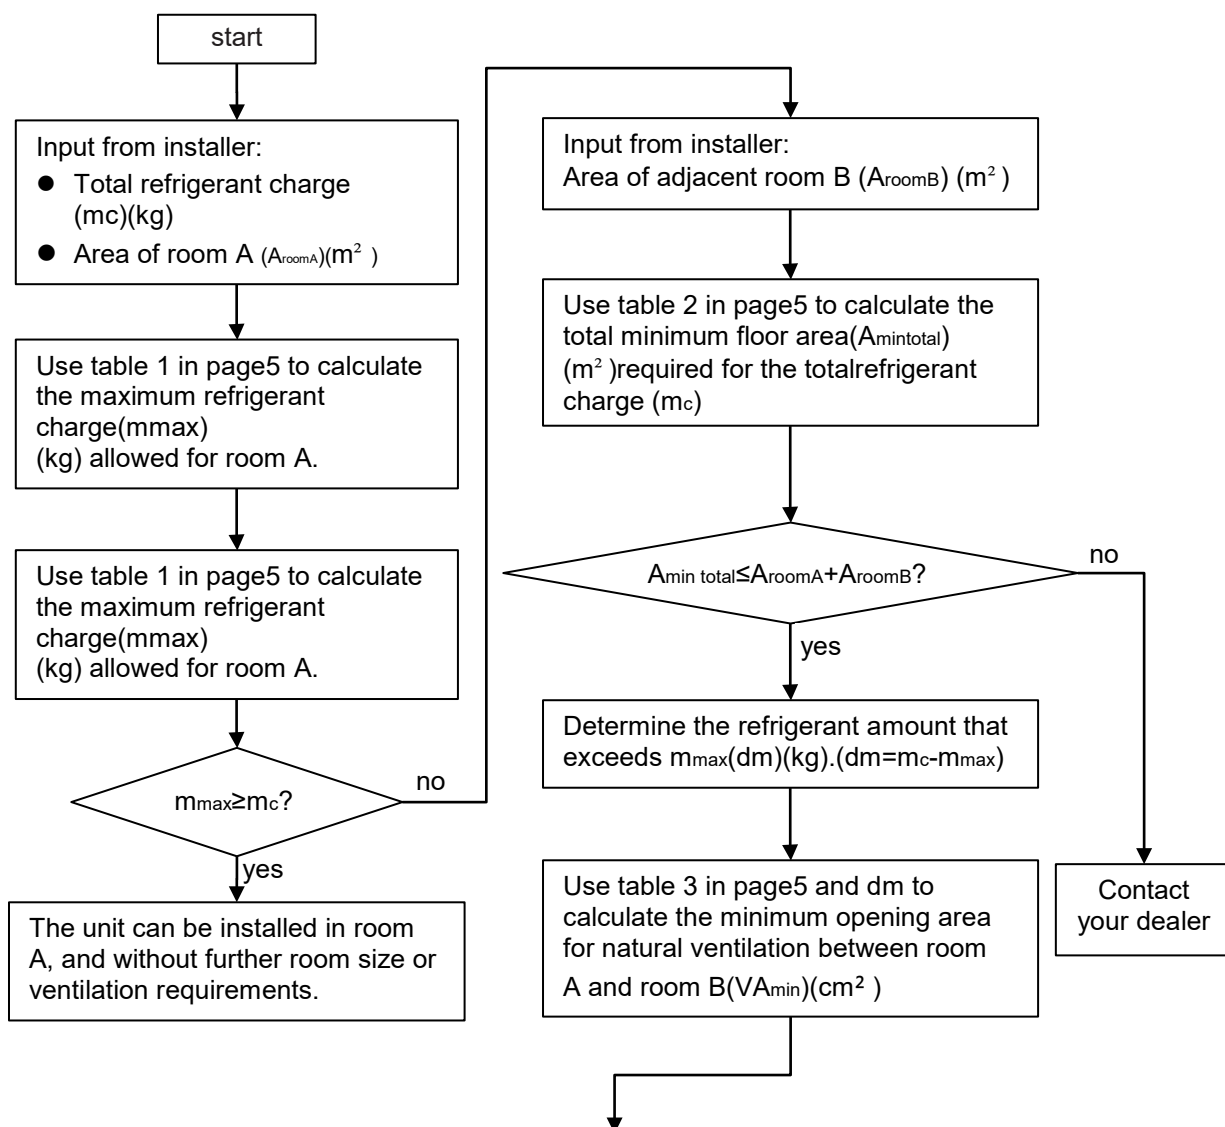 start
Input from installer:
● Total refrigerant charge
(mc)(kg)
● Area of room A (AroomA)(m²)
Use table 1 in page5 to calculate
the maximum refrigerant
charge(mmax)
(kg) allowed for room A.
Use table 1 in page5 to calculate
the maximum refrigerant
charge(mmax)
(kg) allowed for room A.
mmax≥mc?
no
yes
The unit can be installed in room
A, and without further room size or
ventilation requirements.
Input from installer:
Area of adjacent room B (AroomB) (m²)
Use table 2 in page5 to calculate the
total minimum floor area(Amintotal)
(m²)required for the totalrefrigerant
charge (mc)
Amin total≤AroomA+AroomB?
no
yes
Determine the refrigerant amount that
exceeds mmax(dm)(kg).(dm=mc-mmax)
Use table 3 in page5 and dm to
calculate the minimum opening area
for natural ventilation between room
A and room B(VAmin)(cm²)
Contact
your dealer